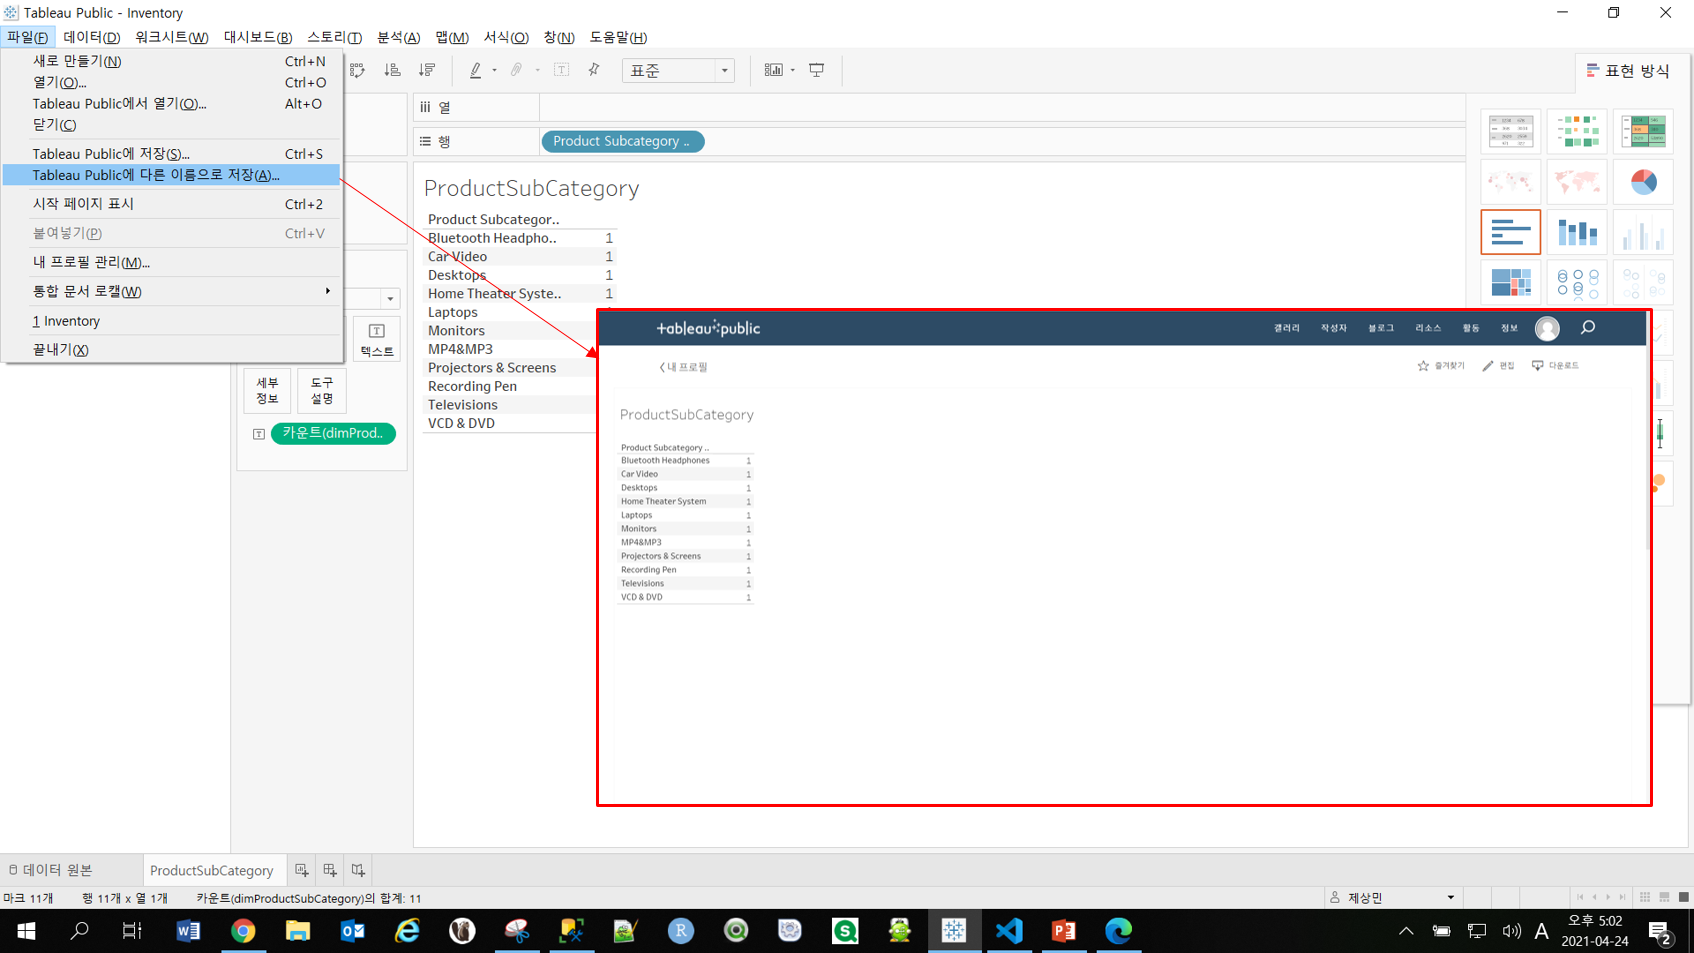 Tableau Public - Inventory
파일(F) 데이터(D) 워크시트(W) 대시보드(B) 스토리(T) 분석(A) 맵(M) 서식(O) 창(N) 도움말(H)
새로 만들기(N) Ctrl+N
열기(O)... Ctrl+O
Tableau Public에서 열기(O)... Alt+O
닫기(C)
Tableau Public에 저장(S)... Ctrl+S
Tableau Public에 다른 이름으로 저장(A)...
시작 페이지 표시 Ctrl+2
붙여넣기(P) Ctrl+V
내 프로필 관리(M)...
통합 문서 로캘(W)
1 Inventory
끝내기(X)
표준
표현 방식
iii 열
행 Product Subcategory ..
텍스트
세부 정보
도구 설명
카운트(dimProd..
ProductSubCategory
Product Subcategor..
Bluetooth Headpho.. 1
Car Video 1
Desktops 1
Home Theater Syste.. 1
Laptops
Monitors
MP4&MP3
Projectors & Screens
Recording Pen
Televisions
VCD & DVD
tableau public
갤러리 작성자 블로그 리소스 활동 정보
내 프로필
즐겨찾기 편집 다운로드
ProductSubCategory
Product Subcategory ..
Bluetooth Headphones 1
Car Video 1
Desktops 1
Home Theater System 1
Laptops 1
Monitors 1
MP4&MP3 1
Projectors & Screens 1
Recording Pen 1
Televisions 1
VCD & DVD 1
데이터 원본 ProductSubCategory
마크 11개 행 11개 x 열 1개 카운트(dimProductSubCategory)의 합계: 11
제상민
A
오후 5:02
2021-04-24
2